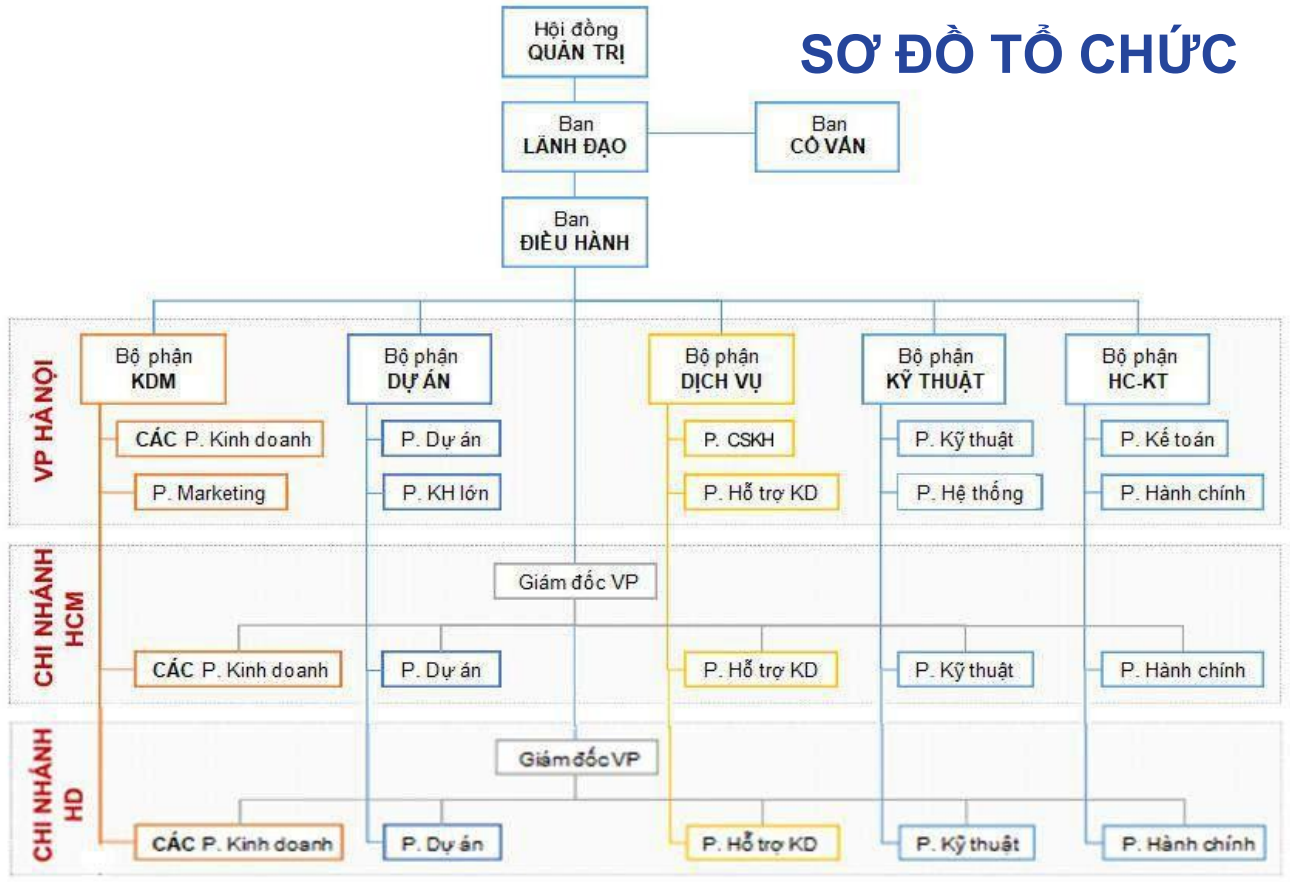 SƠ ĐỒ TỔ CHỨC
Hội đồng
QUẢN TRỊ
Ban
LÃNH ĐẠO
Ban
CỐ VẤN
Ban
ĐIỀU HÀNH
VP HÀ NỘI
Bộ phận
KDM
Bộ phận
DỰ ÁN
Bộ phận
DỊCH VỤ
Bộ phận
KỸ THUẬT
Bộ phận
HC-KT
CÁC P. Kinh doanh
P. Dự án
P. CSKH
P. Kỹ thuật
P. Kế toán
P. Marketing
P. KH lớn
P. Hỗ trợ KD
P. Hệ thống
P. Hành chính
CHI NHÁNH
HCM
Giám đốc VP
CÁC P. Kinh doanh
P. Dự án
P. Hỗ trợ KD
P. Kỹ thuật
P. Hành chính
CHI NHÁNH
HD
Giám đốc VP
CÁC P. Kinh doanh
P. Dự án
P. Hỗ trợ KD
P. Kỹ thuật
P. Hành chính